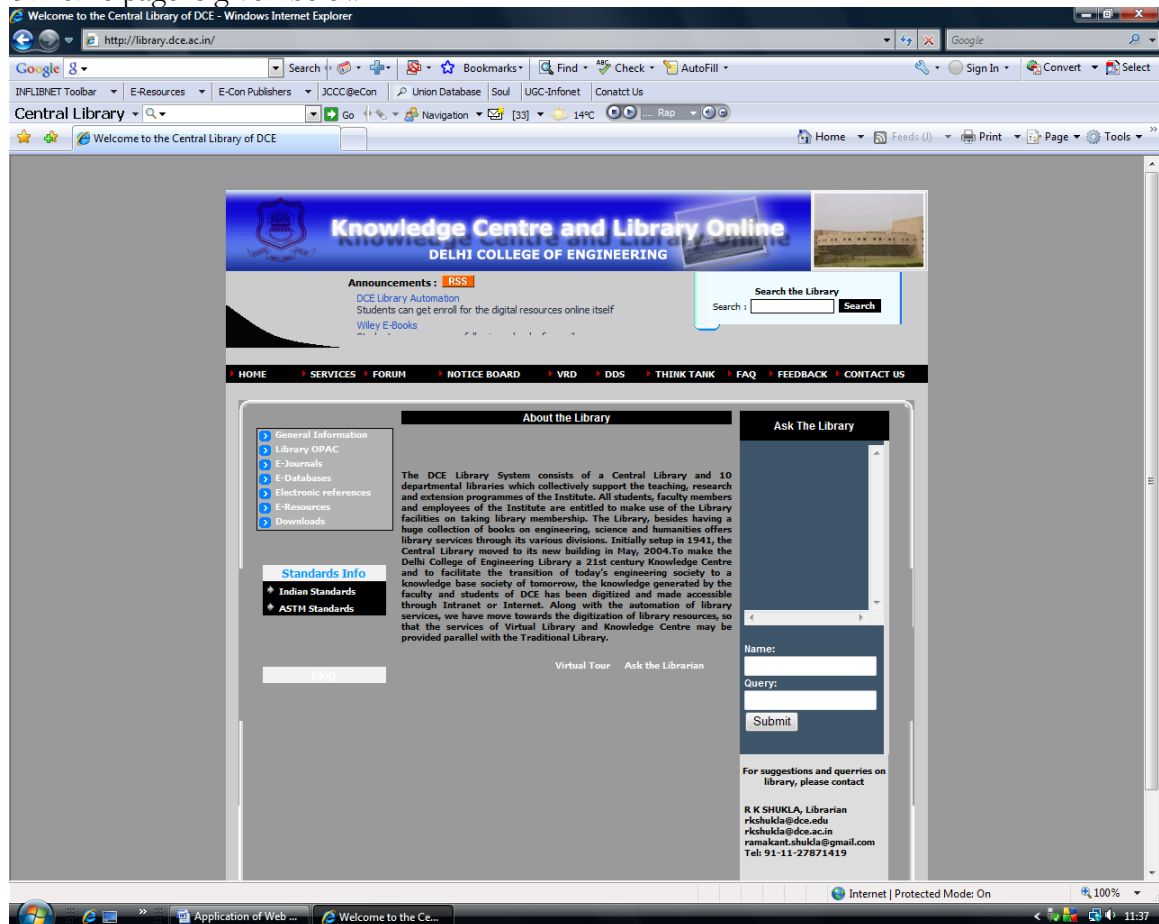 Welcome to the Central Library of DCE - Windows Internet Explorer
http://library.dce.ac.in/
Google
Google Search Bookmarks Find Check AutoFill Sign In Convert Select
INFLIBNET Toolbar E-Resources E-Con Publishers JCCC@eCon Union Database Soul UGC-Infonet Conatct Us
Central Library Go Navigation [33] 14°C Rap
Welcome to the Central Library of DCE Home Feeds (J) Print Page Tools
Knowledge Centre and Library Online
DELHI COLLEGE OF ENGINEERING
Announcements : RSS
DCE Library Automation
Students can get enroll for the digital resources online itself
Wiley E-Books
Search the Library
Search : Search
HOME SERVICES FORUM NOTICE BOARD VRD DDS THINK TANK FAQ FEEDBACK CONTACT US
General Information
Library OPAC
E-Journals
E-Databases
Electronic references
E-Resources
Downloads
Standards Info
Indian Standards
ASTM Standards
blog
About the Library
The DCE Library System consists of a Central Library and 10
departmental libraries which collectively support the teaching, research
and extension programmes of the Institute. All students, faculty members
and employees of the Institute are entitled to make use of the Library
facilities on taking library membership. The Library, besides having a
huge collection of books on engineering, science and humanities offers
library services through its various divisions. Initially setup in 1941, the
Central Library moved to its new building in May, 2004.To make the
Delhi College of Engineering Library a 21st century Knowledge Centre
and to facilitate the transition of today's engineering society to a
knowledge base society of tomorrow, the knowledge generated by the
faculty and students of DCE has been digitized and made accessible
through Intranet or Internet. Along with the automation of library
services, we have move towards the digitization of library resources, so
that the services of Virtual Library and Knowledge Centre may be
provided parallel with the Traditional Library.
Virtual Tour Ask the Librarian
Ask The Library
Name:
Query:
Submit
For suggestions and querries on
library, please contact
R K SHUKLA, Librarian
rkshukla@dce.edu
rkshukla@dce.ac.in
ramakant.shukla@gmail.com
Tel: 91-11-27871419
Internet | Protected Mode: On 100%
Application of Web ... Welcome to the Ce... 11:37